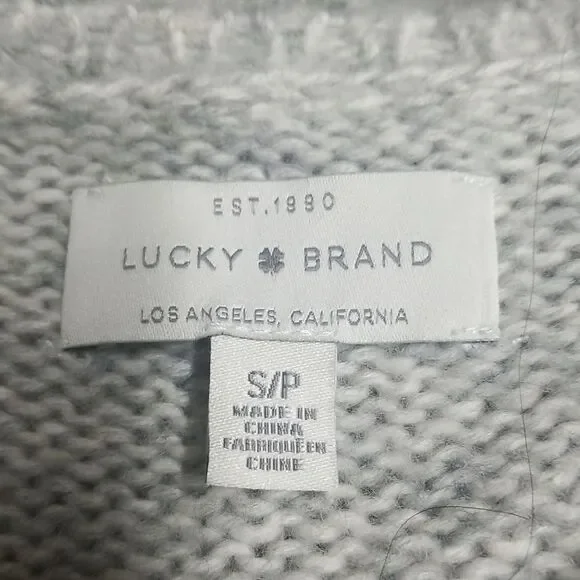 EST.1990
LUCKY BRAND
LOS ANGELES, CALIFORNIA
S/P
MADE IN
CHINA
FABRIQUÉ EN
CHINE